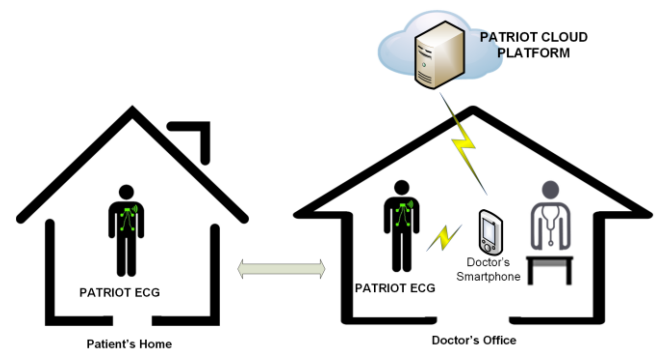 PATRIOT CLOUD
PLATFORM
PATRIOT ECG
PATRIOT ECG
Doctor's
Smartphone
Patient's Home
Doctor's Office